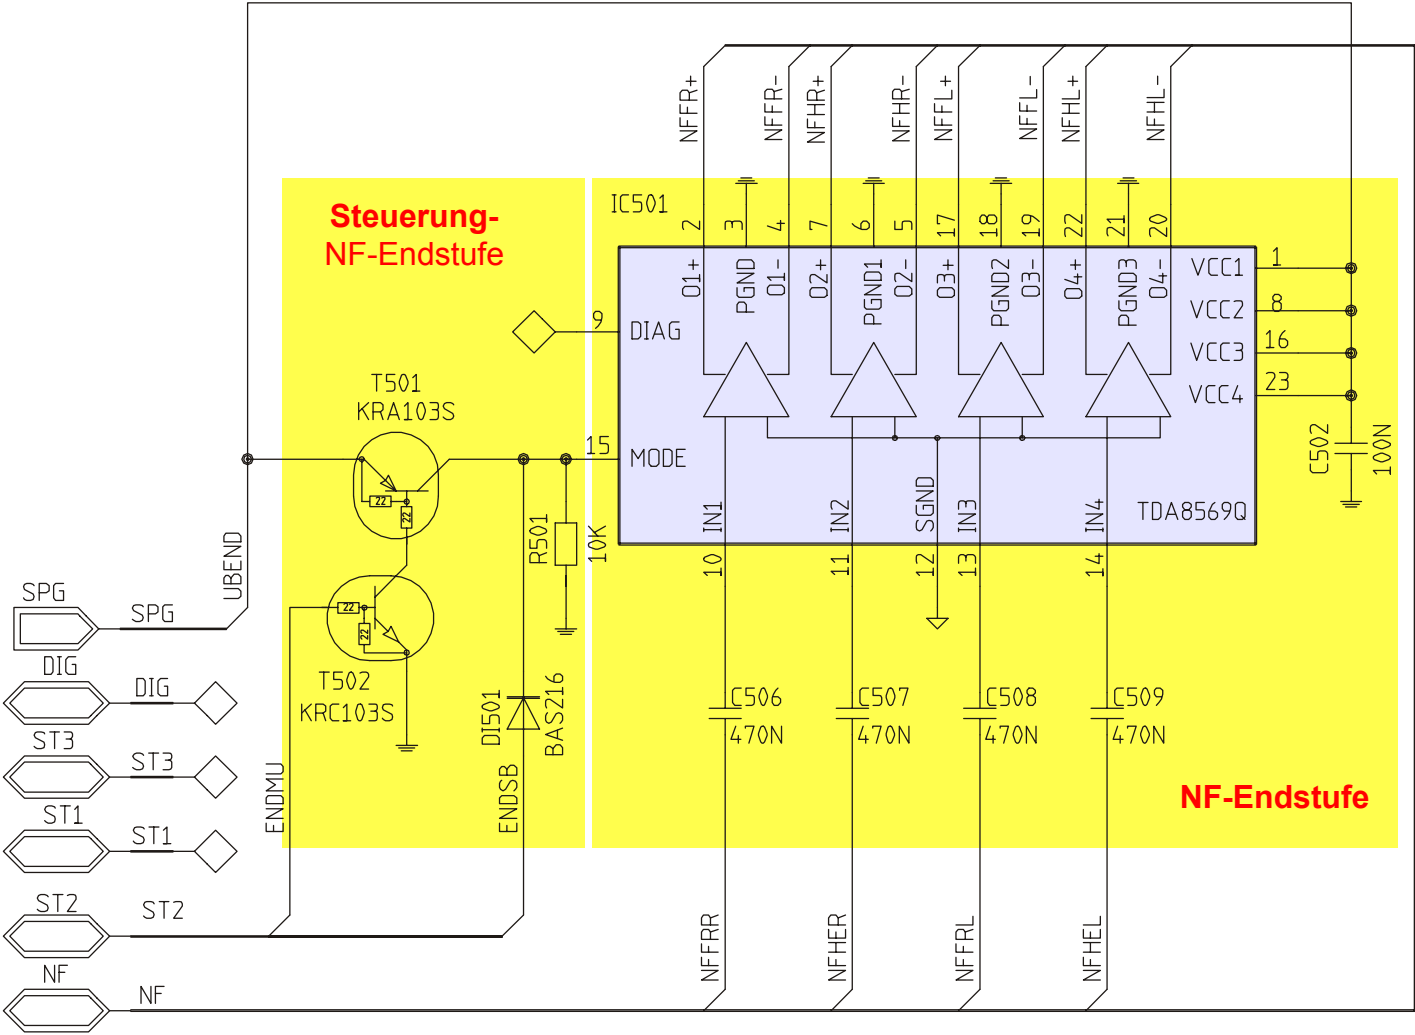 NFFR+
NFFR-
NFHR+
NFHR-
NFFL+
NFFL-
NFHL+
NFHL-
Steuerung-
NF-Endstufe
IC501
2
3
4
7
6
5
17
18
19
22
21
20
O1+
PGND
O1-
O2+
PGND1
O2-
O3+
PGND2
O3-
O4+
PGND3
O4-
VCC1
1
VCC2
8
VCC3
16
VCC4
23
9
DIAG
T501
KRA103S
15
MODE
C502
100N
22
22
IN1
IN2
SGND
IN3
IN4
TDA8569Q
R501
10K
10
11
12
13
14
UBEND
SPG
SPG
22
22
DIG
DIG
T502
KRC103S
DI501
BAS216
C506
470N
C507
470N
C508
470N
C509
470N
ST3
ST3
ENDMU
ENDSB
NF-Endstufe
ST1
ST1
ST2
ST2
NFFRR
NFHER
NFFRL
NFHEL
NF
NF